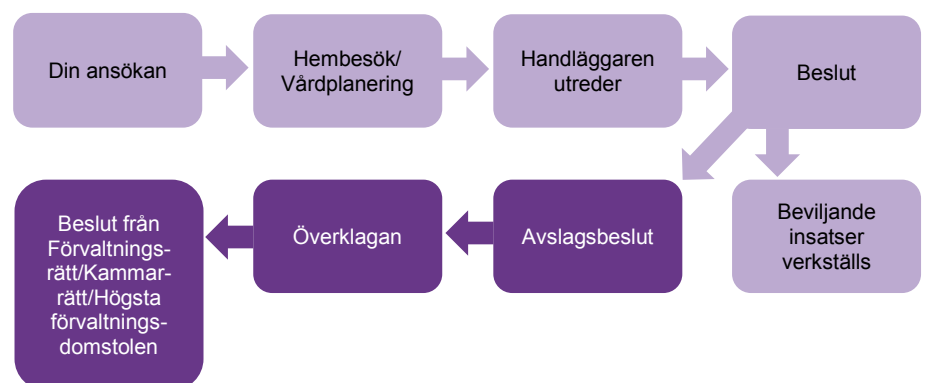 Din ansökan
Hembesök/
Vårdplanering
Handläggaren
utreder
Beslut
Beslut från
Förvaltnings-
rätt/Kammar-
rätt/Högsta
förvaltnings-
domstolen
Överklagan
Avslagsbeslut
Beviljande
insatser
verkställs